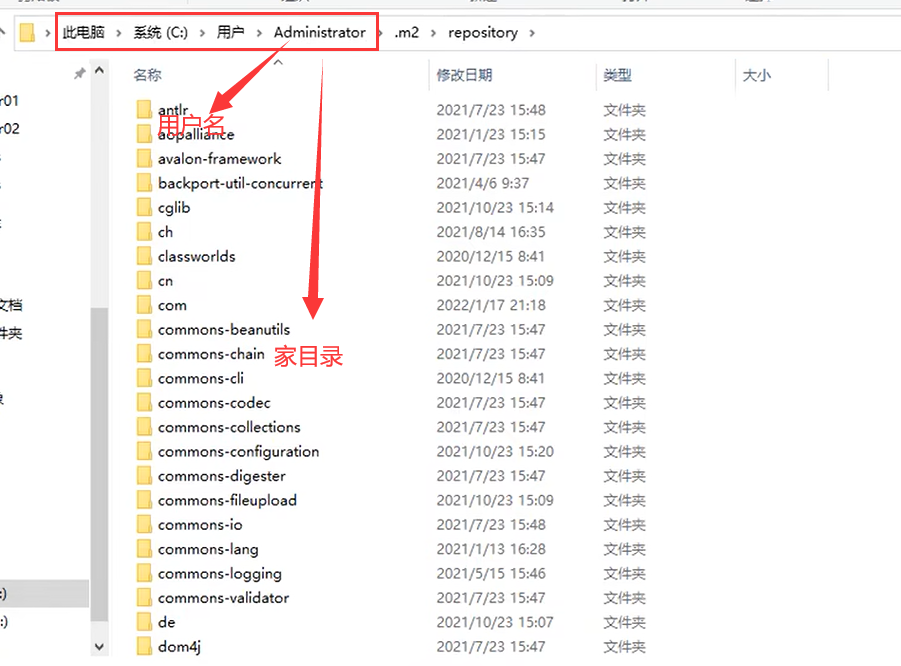 此电脑 › 系统 (C:) › 用户 › Administrator › .m2 › repository ›
名称 修改日期 类型 大小
r01
r02
文档
件夹
:)
:)
antlr 2021/7/23 15:48 文件夹
用户名
aopalliance 2021/1/23 15:15 文件夹
avalon-framework 2021/7/23 15:47 文件夹
backport-util-concurrent 2021/4/6 9:37 文件夹
cglib 2021/10/23 15:14 文件夹
ch 2021/8/14 16:35 文件夹
classworlds 2020/12/15 8:41 文件夹
cn 2021/10/23 15:09 文件夹
com 2022/1/17 21:18 文件夹
commons-beanutils 2021/7/23 15:47 文件夹
commons-chain 2021/7/23 15:47 文件夹
家目录
commons-cli 2020/12/15 8:41 文件夹
commons-codec 2021/7/23 15:47 文件夹
commons-collections 2021/7/23 15:47 文件夹
commons-configuration 2021/10/23 15:20 文件夹
commons-digester 2021/7/23 15:47 文件夹
commons-fileupload 2021/10/23 15:09 文件夹
commons-io 2021/7/23 15:48 文件夹
commons-lang 2021/1/13 16:28 文件夹
commons-logging 2021/5/15 15:46 文件夹
commons-validator 2021/7/23 15:47 文件夹
de 2021/10/23 15:07 文件夹
dom4j 2021/7/23 15:47 文件夹